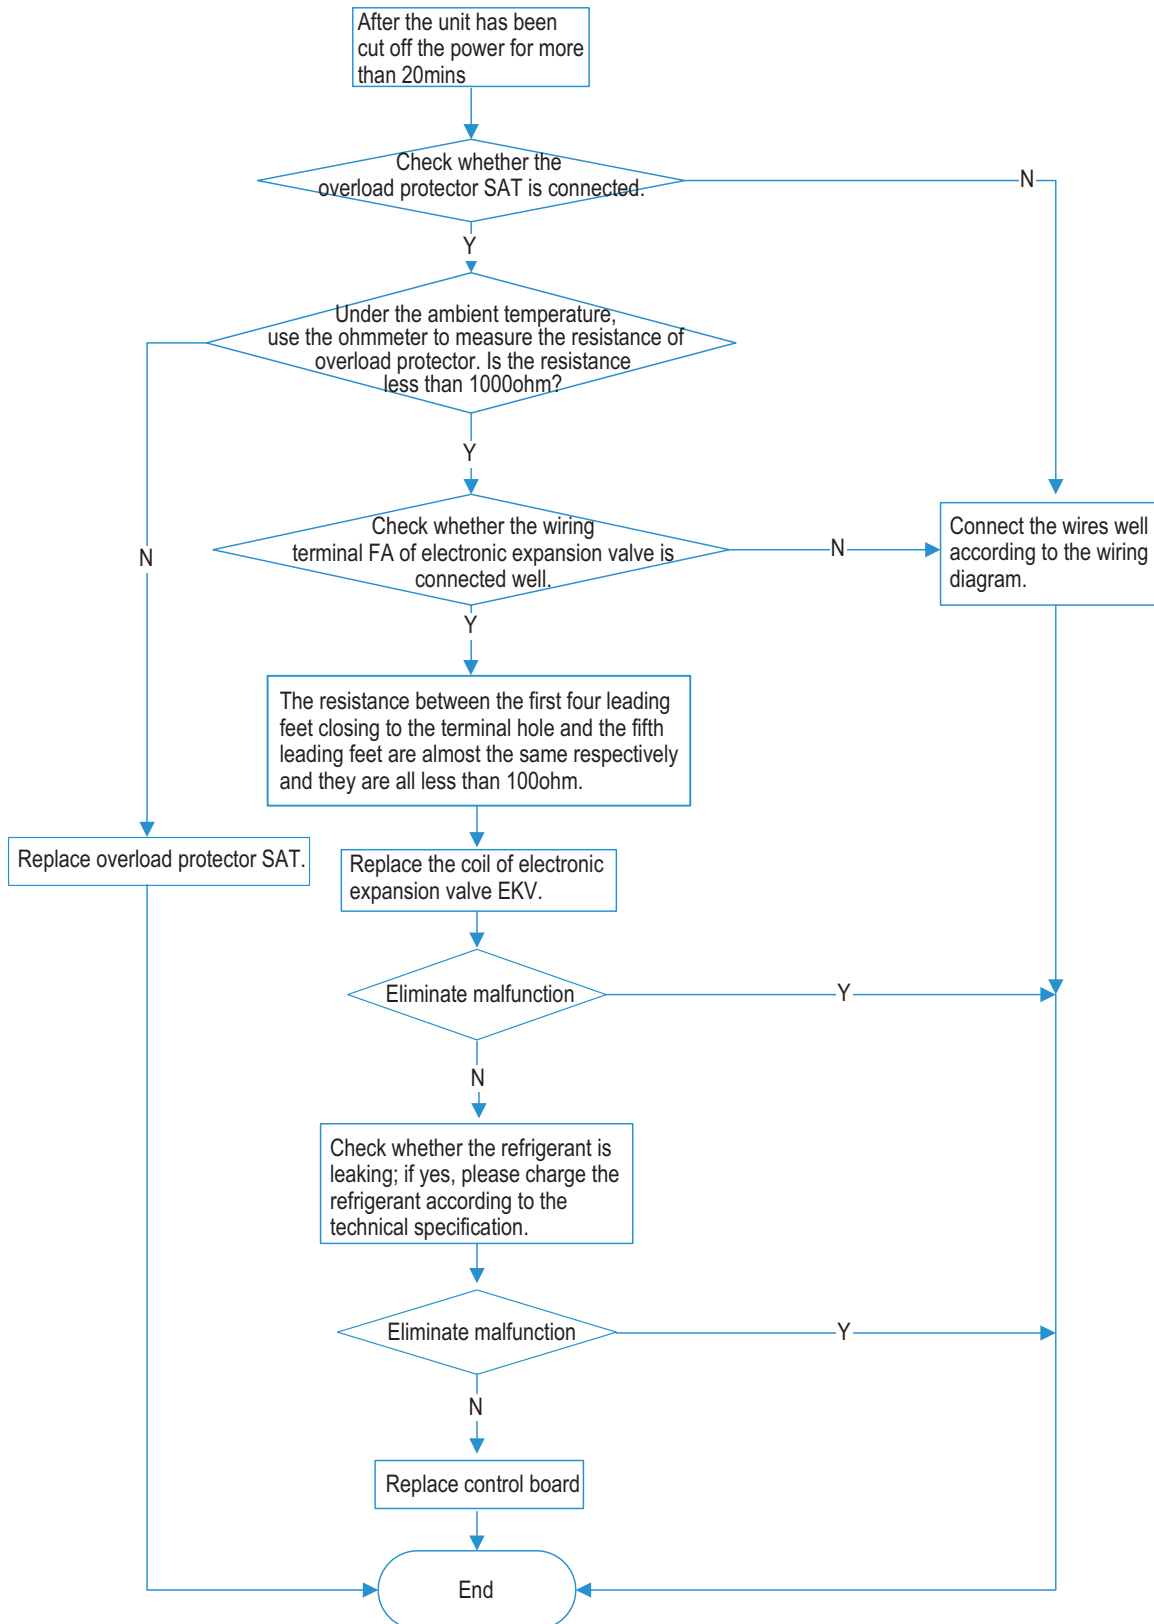 After the unit has been
cut off the power for more
than 20mins
Check whether the
overload protector SAT is connected.
N
Y
Under the ambient temperature,
use the ohmmeter to measure the resistance of
overload protector. Is the resistance
less than 1000ohm?
Y
Check whether the wiring
terminal FA of electronic expansion valve is
connected well.
N
Connect the wires well
according to the wiring
diagram.
N
Y
The resistance between the first four leading
feet closing to the terminal hole and the fifth
leading feet are almost the same respectively
and they are all less than 100ohm.
Replace overload protector SAT.
Replace the coil of electronic
expansion valve EKV.
Eliminate malfunction
Y
N
Check whether the refrigerant is
leaking; if yes, please charge the
refrigerant according to the
technical specification.
Eliminate malfunction
Y
N
Replace control board
End